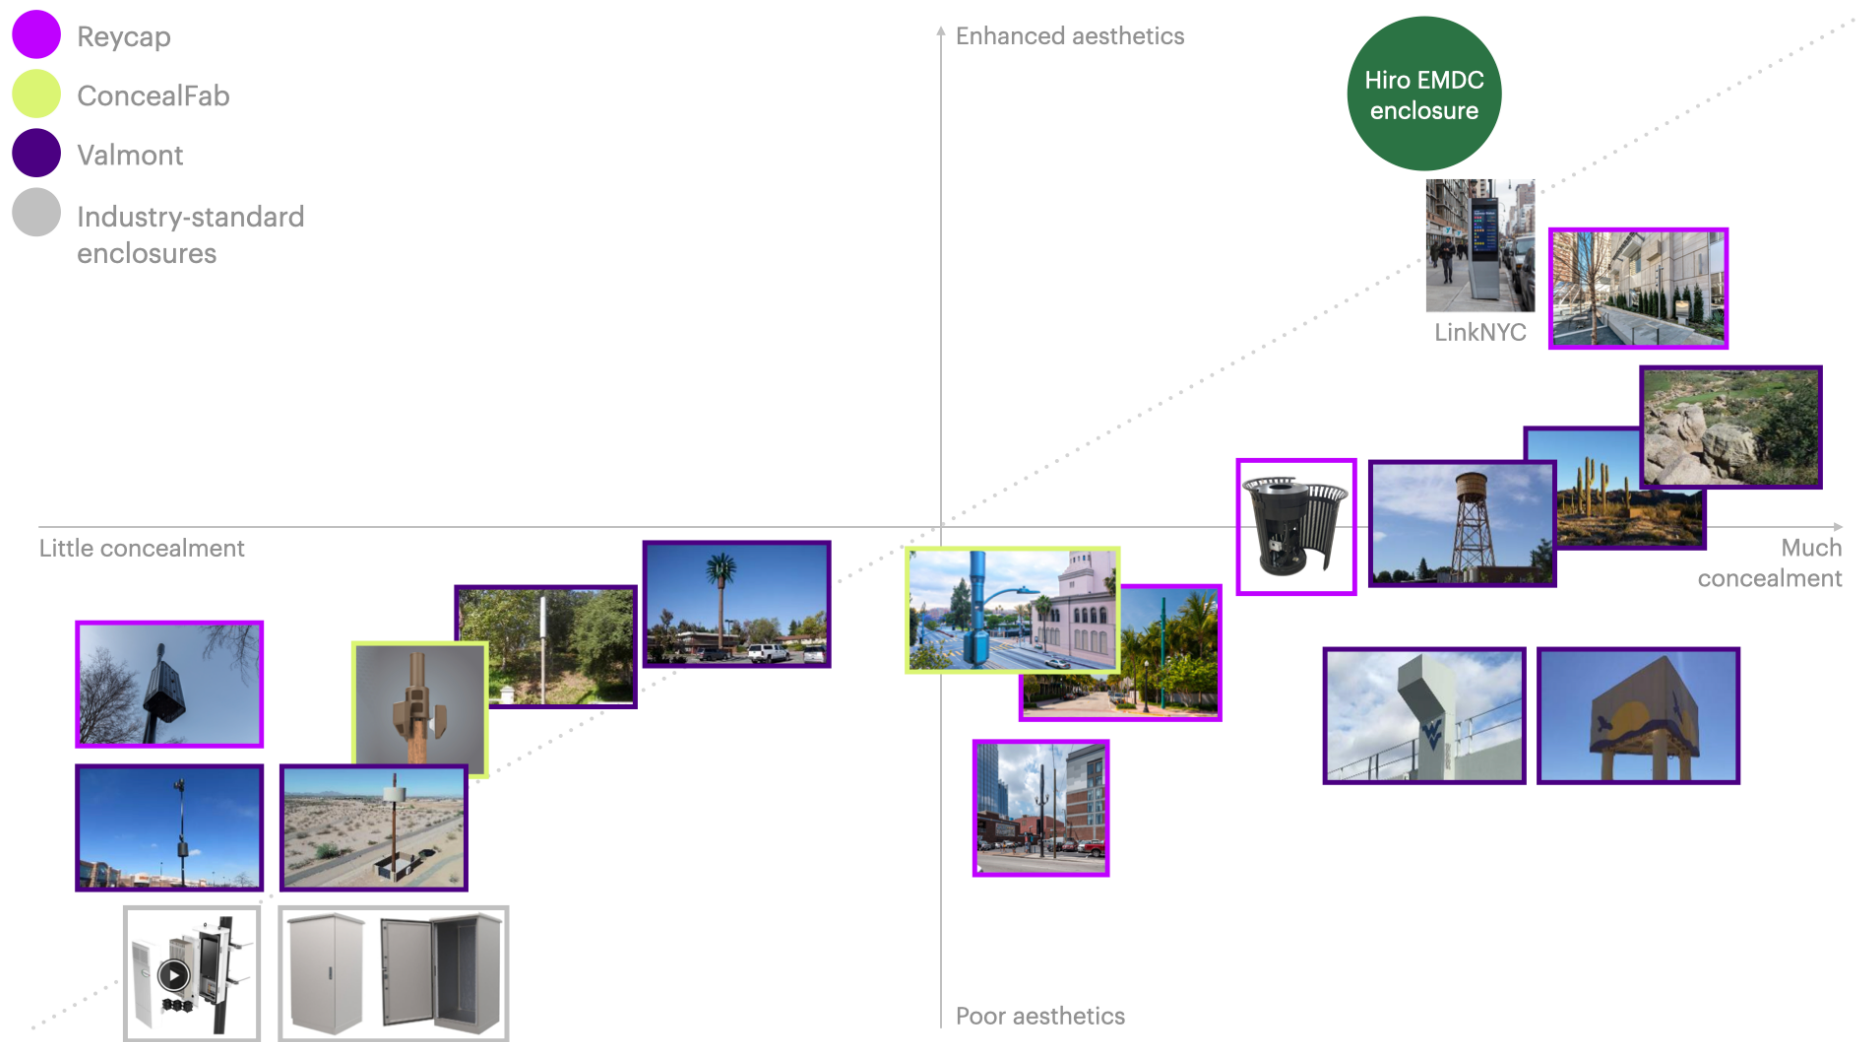 Reycap
ConcealFab
Valmont
Industry-standard
enclosures
Enhanced aesthetics
Hiro EMDC
enclosure
LinkNYC
Little concealment
Much
concealment
Poor aesthetics